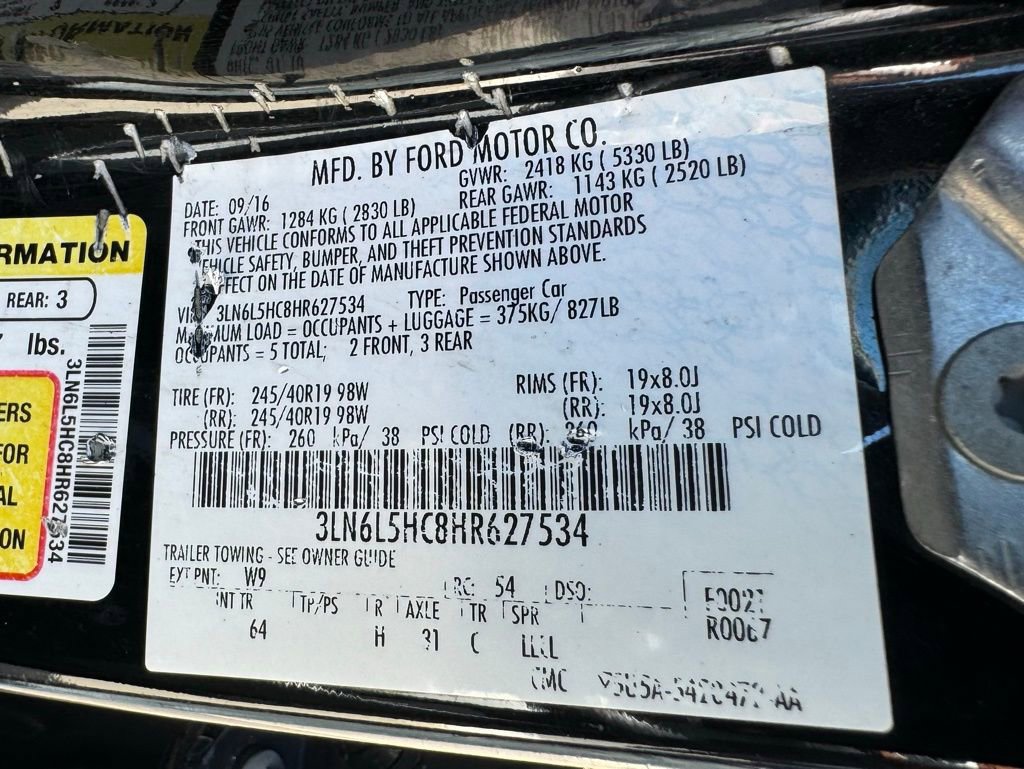 MFD. BY FORD MOTOR CO.
DATE: 09/16 GVWR: 2418 KG ( 5330 LB)
FRONT GAWR: 1284 KG ( 2830 LB) REAR GAWR: 1143 KG ( 2520 LB)
THIS VEHICLE CONFORMS TO ALL APPLICABLE FEDERAL MOTOR
VEHICLE SAFETY, BUMPER, AND THEFT PREVENTION STANDARDS
EFFECT ON THE DATE OF MANUFACTURE SHOWN ABOVE.
VIN: 3LN6L5HC8HR627534 TYPE: Passenger Car
MAXIMUM LOAD = OCCUPANTS + LUGGAGE = 375KG/ 827LB
OCCUPANTS = 5 TOTAL; 2 FRONT, 3 REAR
TIRE (FR): 245/40R19 98W RIMS (FR): 19x8.0J
(RR): 245/40R19 98W (RR): 19x8.0J
PRESSURE (FR): 260 kPa/ 38 PSI COLD (RR): 260 kPa/ 38 PSI COLD
3LN6L5HC8HR627534
TRAILER TOWING - SEE OWNER GUIDE
EXT PNT: W9 RC: 54 DSO:
INT TR TP/PS R AXLE TR SPR
64 H 31 C
R0067
RMATION
REAR: 3
lbs.
ERS
FOR
AL
ON
3LN6L5HC8HR627534